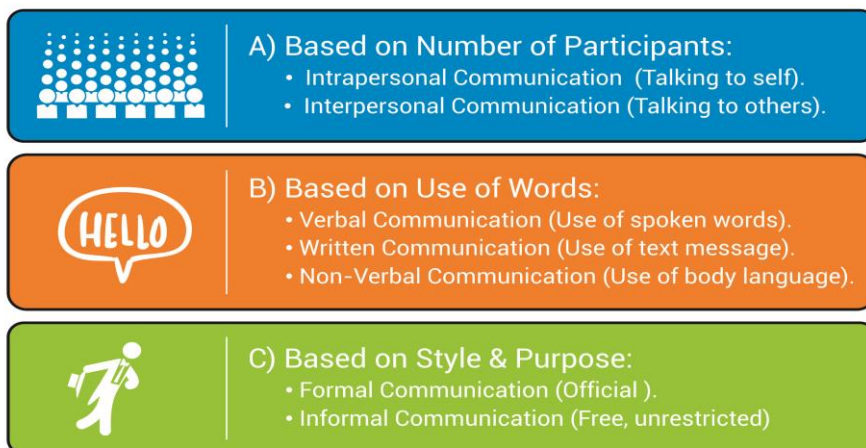 A) Based on Number of Participants:
• Intrapersonal Communication (Talking to self).
• Interpersonal Communication (Talking to others).
HELLO
B) Based on Use of Words:
• Verbal Communication (Use of spoken words).
• Written Communication (Use of text message).
• Non-Verbal Communication (Use of body language).
C) Based on Style & Purpose:
• Formal Communication (Official ).
• Informal Communication (Free, unrestricted)